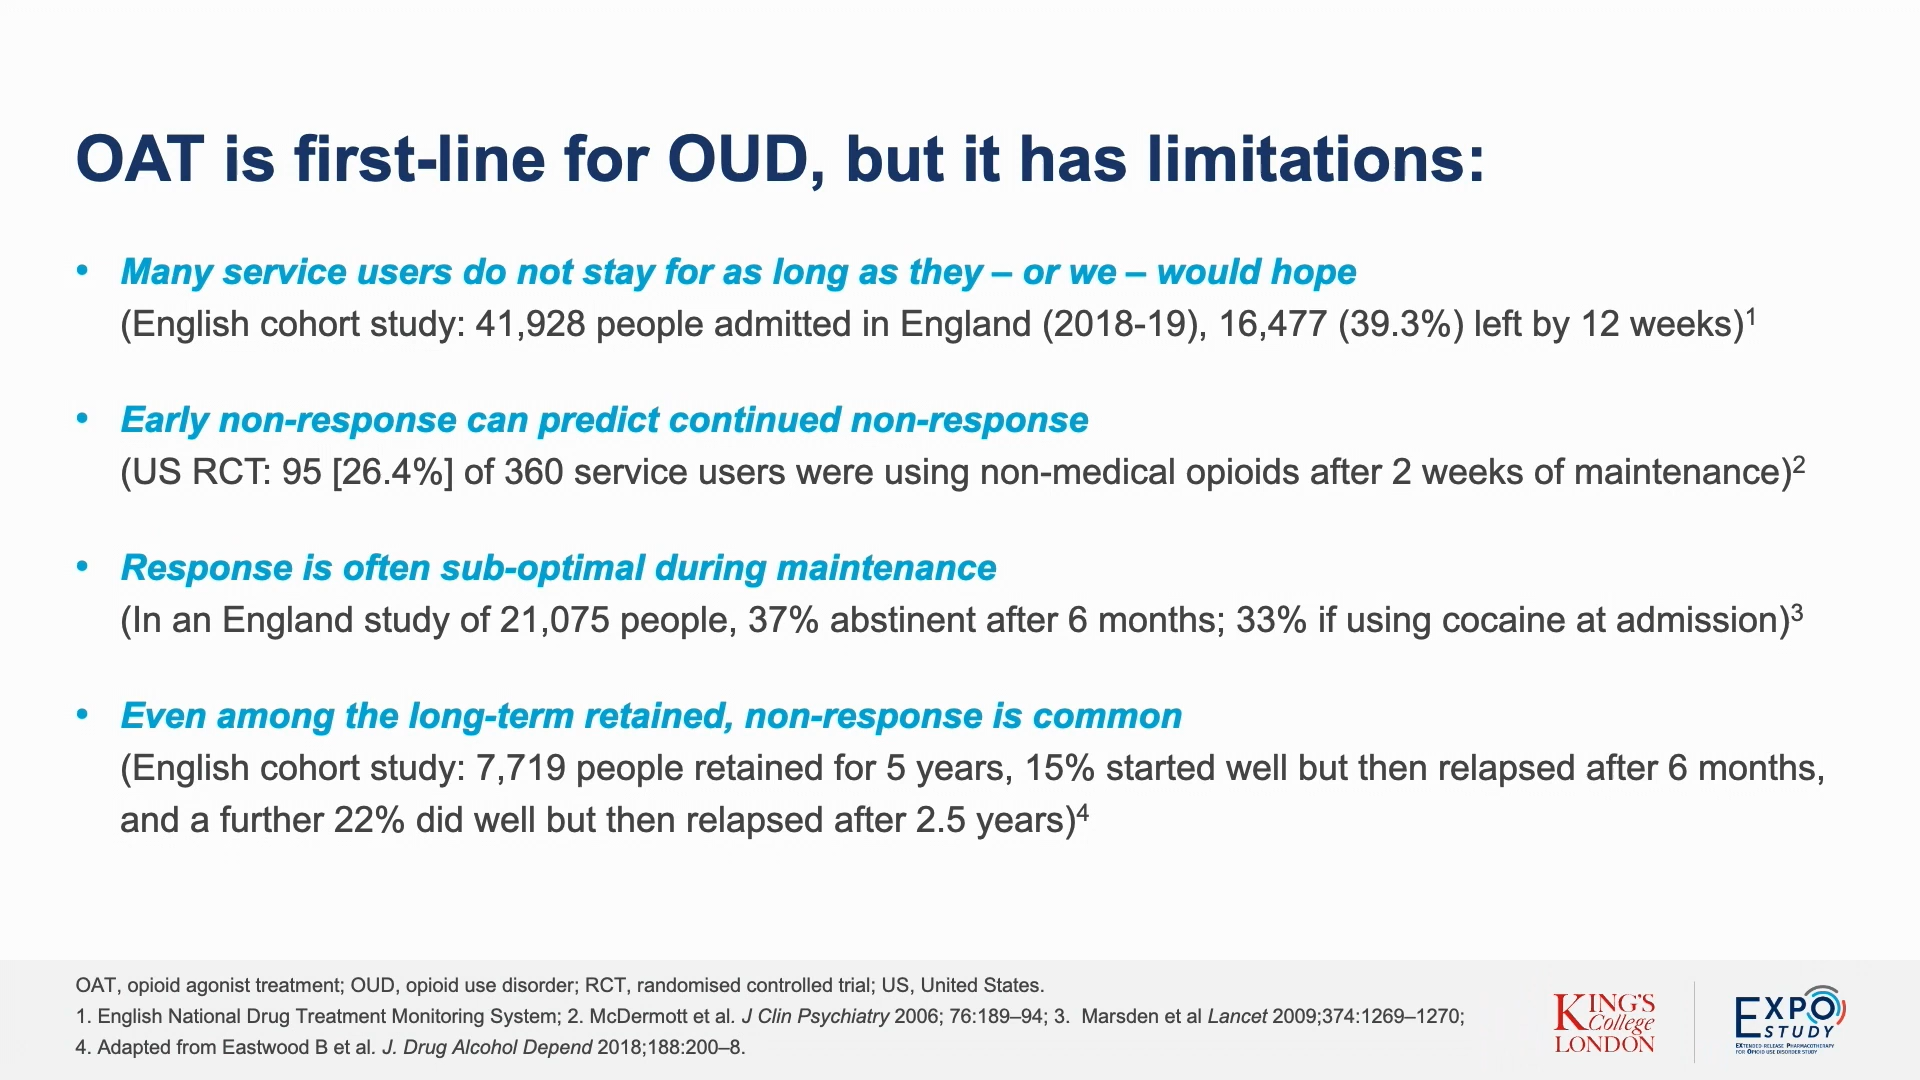 OAT is first-line for OUD, but it has limitations:
• Many service users do not stay for as long as they – or we – would hope
(English cohort study: 41,928 people admitted in England (2018-19), 16,477 (39.3%) left by 12 weeks)1
• Early non-response can predict continued non-response
(US RCT: 95 [26.4%] of 360 service users were using non-medical opioids after 2 weeks of maintenance)2
• Response is often sub-optimal during maintenance
(In an England study of 21,075 people, 37% abstinent after 6 months; 33% if using cocaine at admission)3
• Even among the long-term retained, non-response is common
(English cohort study: 7,719 people retained for 5 years, 15% started well but then relapsed after 6 months,
and a further 22% did well but then relapsed after 2.5 years)4
OAT, opioid agonist treatment; OUD, opioid use disorder; RCT, randomised controlled trial; US, United States.
1. English National Drug Treatment Monitoring System; 2. McDermott et al. J Clin Psychiatry 2006; 76:189–94; 3. Marsden et al Lancet 2009;374:1269–1270;
4. Adapted from Eastwood B et al. J. Drug Alcohol Depend 2018;188:200–8.
KING'S
College
LONDON
EXPO
STUDY
EXTENDED-RELEASE PHARMACOTHERAPY
FOR OPIOID USE DISORDER STUDY